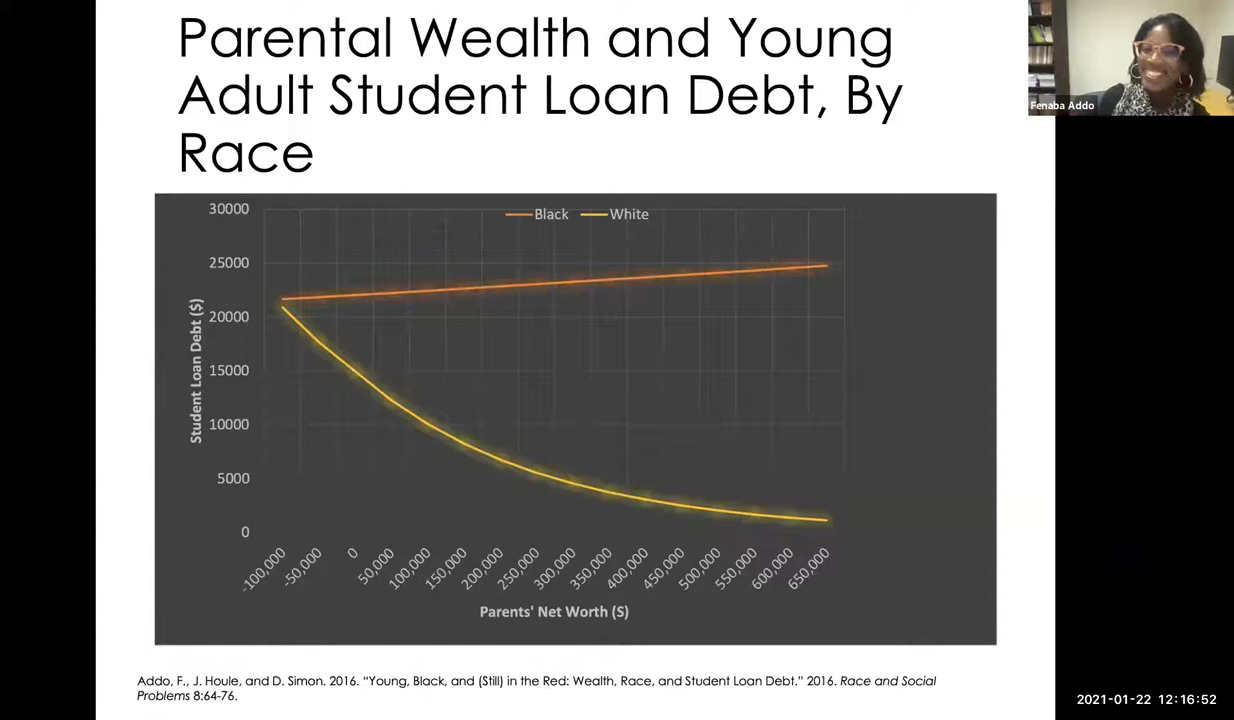 Parental Wealth and Young
Adult Student Loan Debt, By
Race
Fenaba Addo
30000
25000
20000
15000
10000
5000
0
Black
White
Student Loan Debt ($)
-100,000
-50,000
0
50,000
100,000
150,000
200,000
250,000
300,000
350,000
400,000
450,000
500,000
550,000
600,000
650,000
Parents' Net Worth ($)
Addo, F., J. Houle, and D. Simon. 2016. “Young, Black, and (Still) in the Red: Wealth, Race, and Student Loan Debt.” 2016. Race and Social
Problems 8:64-76.
2021-01-22 12:16:52